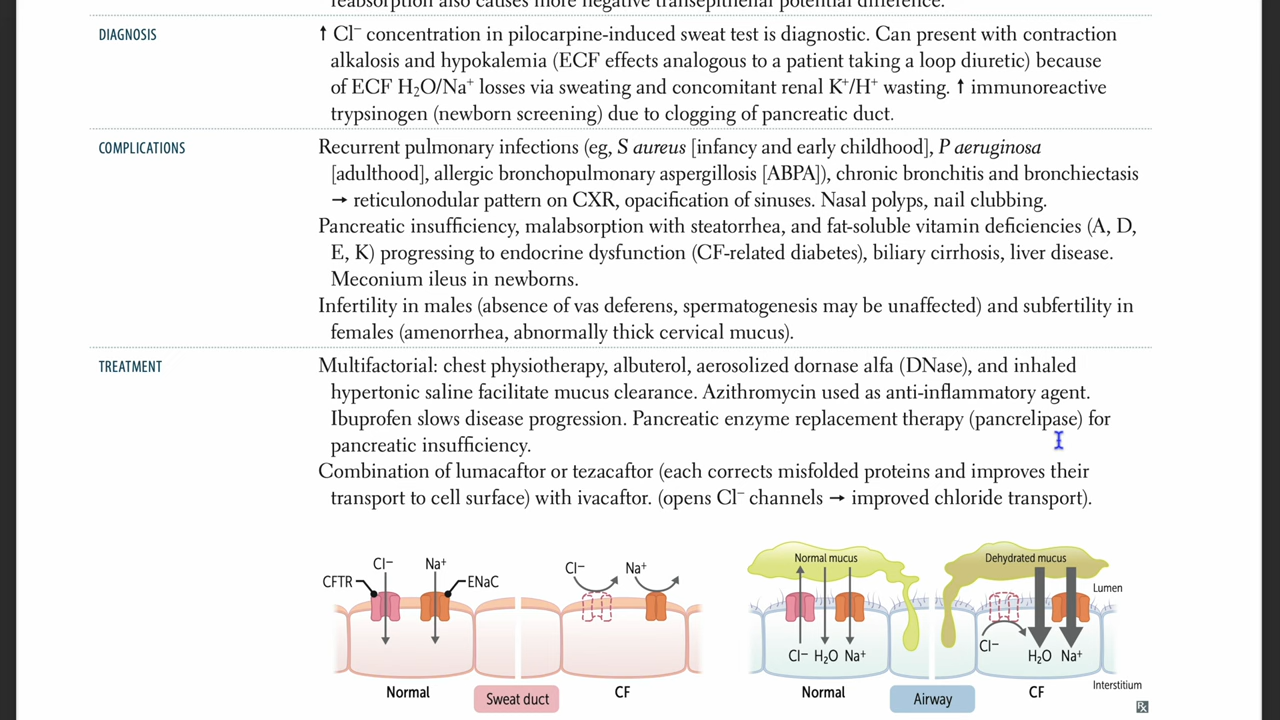 reabsorption also causes more negative transepithelial potential difference.
DIAGNOSIS
↑ Cl⁻ concentration in pilocarpine-induced sweat test is diagnostic. Can present with contraction
alkalosis and hypokalemia (ECF effects analogous to a patient taking a loop diuretic) because
of ECF H₂O/Na⁺ losses via sweating and concomitant renal K⁺/H⁺ wasting. ↑ immunoreactive
trypsinogen (newborn screening) due to clogging of pancreatic duct.
COMPLICATIONS
Recurrent pulmonary infections (eg, S aureus [infancy and early childhood], P aeruginosa
[adulthood], allergic bronchopulmonary aspergillosis [ABPA]), chronic bronchitis and bronchiectasis
→ reticulonodular pattern on CXR, opacification of sinuses. Nasal polyps, nail clubbing.
Pancreatic insufficiency, malabsorption with steatorrhea, and fat-soluble vitamin deficiencies (A, D,
E, K) progressing to endocrine dysfunction (CF-related diabetes), biliary cirrhosis, liver disease.
Meconium ileus in newborns.
Infertility in males (absence of vas deferens, spermatogenesis may be unaffected) and subfertility in
females (amenorrhea, abnormally thick cervical mucus).
TREATMENT
Multifactorial: chest physiotherapy, albuterol, aerosolized dornase alfa (DNase), and inhaled
hypertonic saline facilitate mucus clearance. Azithromycin used as anti-inflammatory agent.
Ibuprofen slows disease progression. Pancreatic enzyme replacement therapy (pancrelipase) for
pancreatic insufficiency.
Combination of lumacaftor or tezacaftor (each corrects misfolded proteins and improves their
transport to cell surface) with ivacaftor. (opens Cl⁻ channels → improved chloride transport).
Cl⁻ Na⁺
CFTR ENaC
Normal
Cl⁻ Na⁺
CF
Sweat duct
Normal mucus
Cl⁻ H₂O Na⁺
Normal
Dehydrated mucus
Lumen
Cl⁻ H₂O Na⁺
CF
Interstitium
Airway
Rx